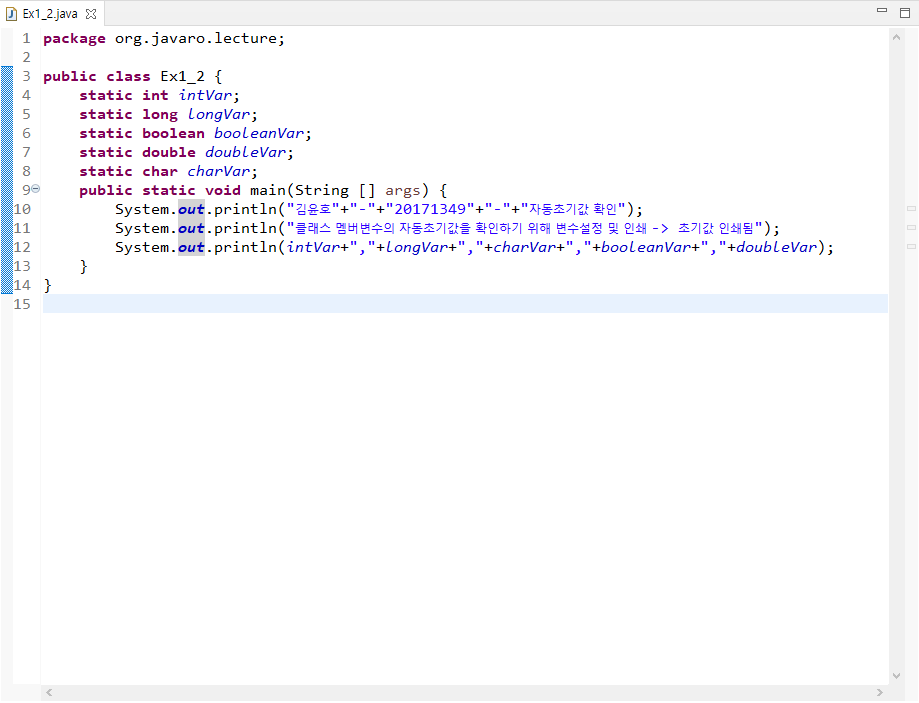 Ex1_2.java
1 package org.javaro.lecture;
2
3 public class Ex1_2 {
4 static int intVar;
5 static long longVar;
6 static boolean booleanVar;
7 static double doubleVar;
8 static char charVar;
9 public static void main(String [] args) {
10 System.out.println("김윤호"+"-"+"20171349"+"-"+"자동초기값 확인");
11 System.out.println("클래스 멤버변수의 자동초기값을 확인하기 위해 변수설정 및 인쇄 -> 초기값 인쇄됨");
12 System.out.println(intVar+","+longVar+","+charVar+","+booleanVar+","+doubleVar);
13 }
14 }
15